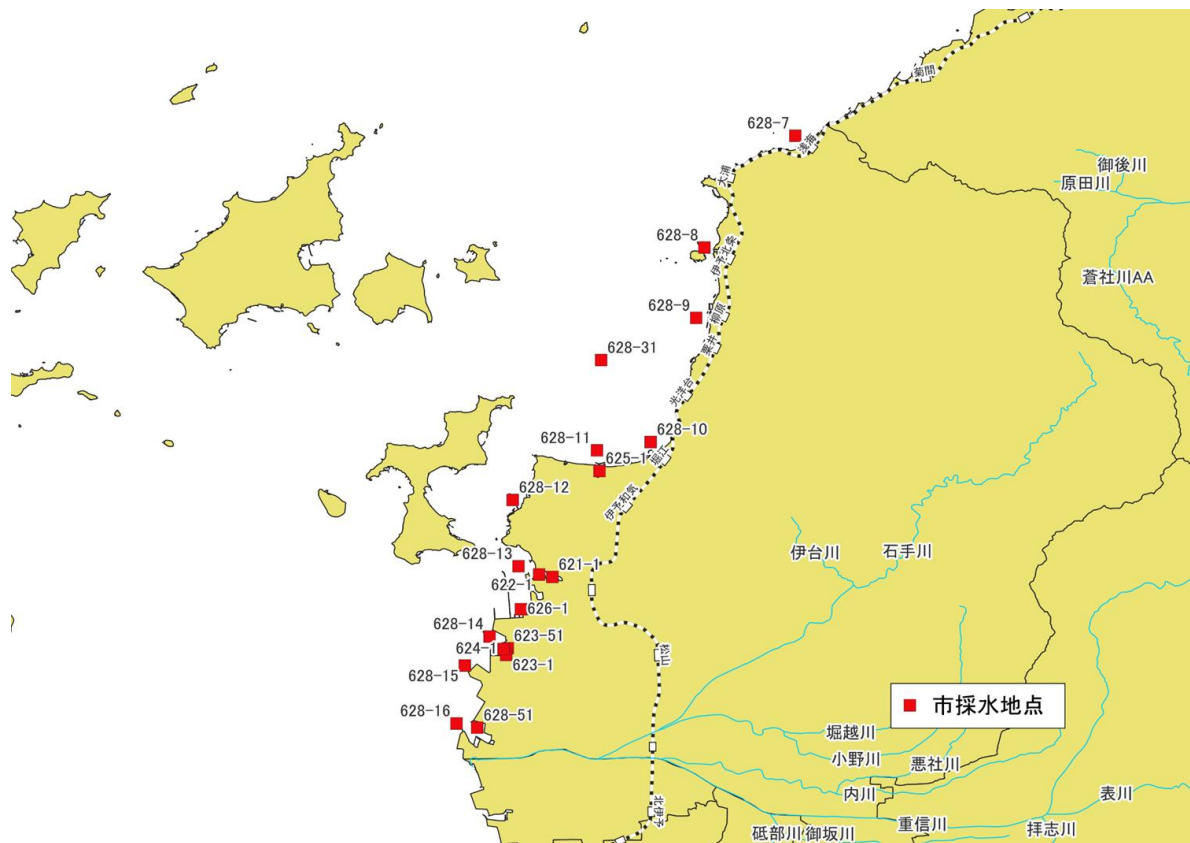 菊間
628-7
浅海
御後川
原田川
大浦
628-8
伊予北条
蒼社川AA
628-9
柳原
粟井
628-31
光洋台
628-10
628-11
堀江
625-1
628-12
伊予和気
628-13
621-1
伊台川
石手川
622-1
626-1
628-14
623-51
624-1
623-1
松山
628-15
市採水地点
628-16
628-51
堀越川
小野川
悪社川
内川
表川
北伊予
重信川
砥部川
御坂川
拝志川